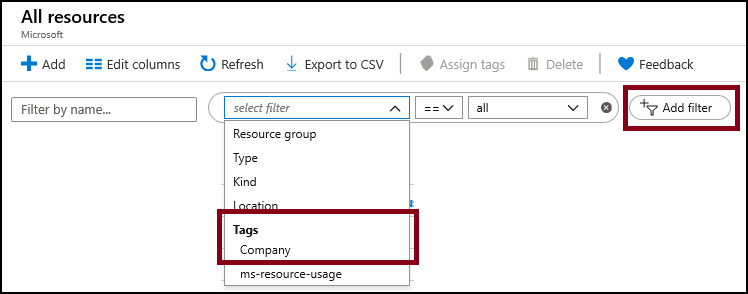 All resources
Microsoft
Add Edit columns Refresh Export to CSV Assign tags Delete Feedback
Filter by name... select filter == all Add filter
Resource group
Type
Kind
Location
Tags
Company
ms-resource-usage